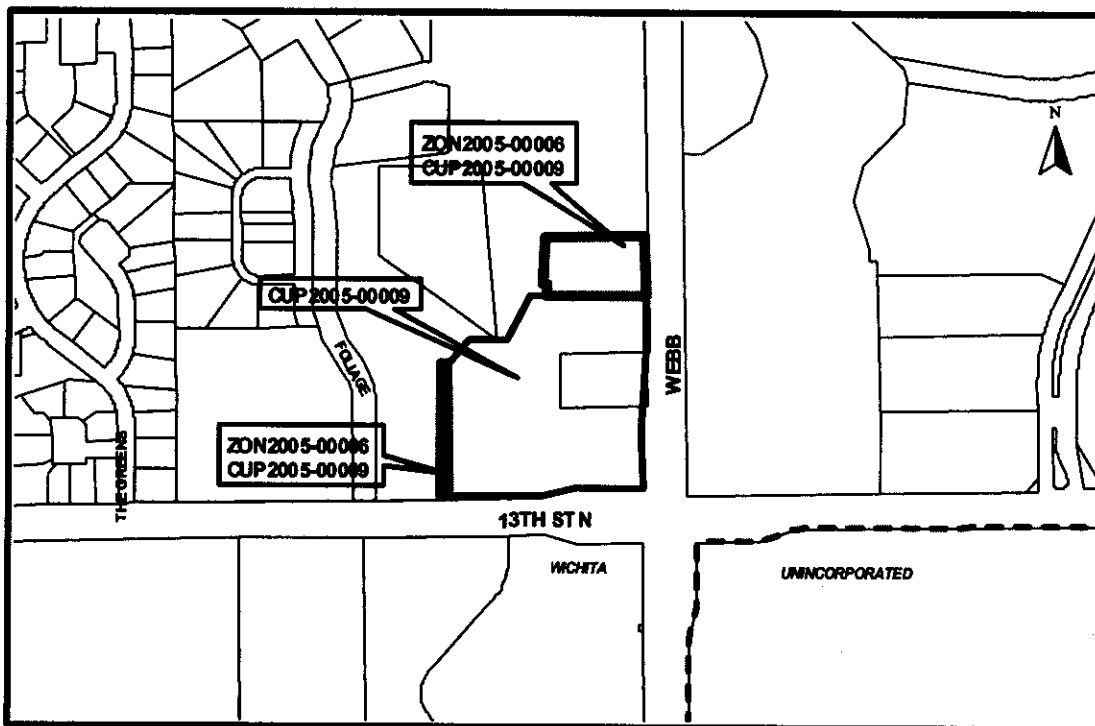 ZON2005-00006
CUP2005-00009
N
CUP2005-00009
FOLIAGE
WEBB
ZON2005-00006
CUP2005-00009
THE GREENS
13TH ST N
WICHITA
UNINCORPORATED